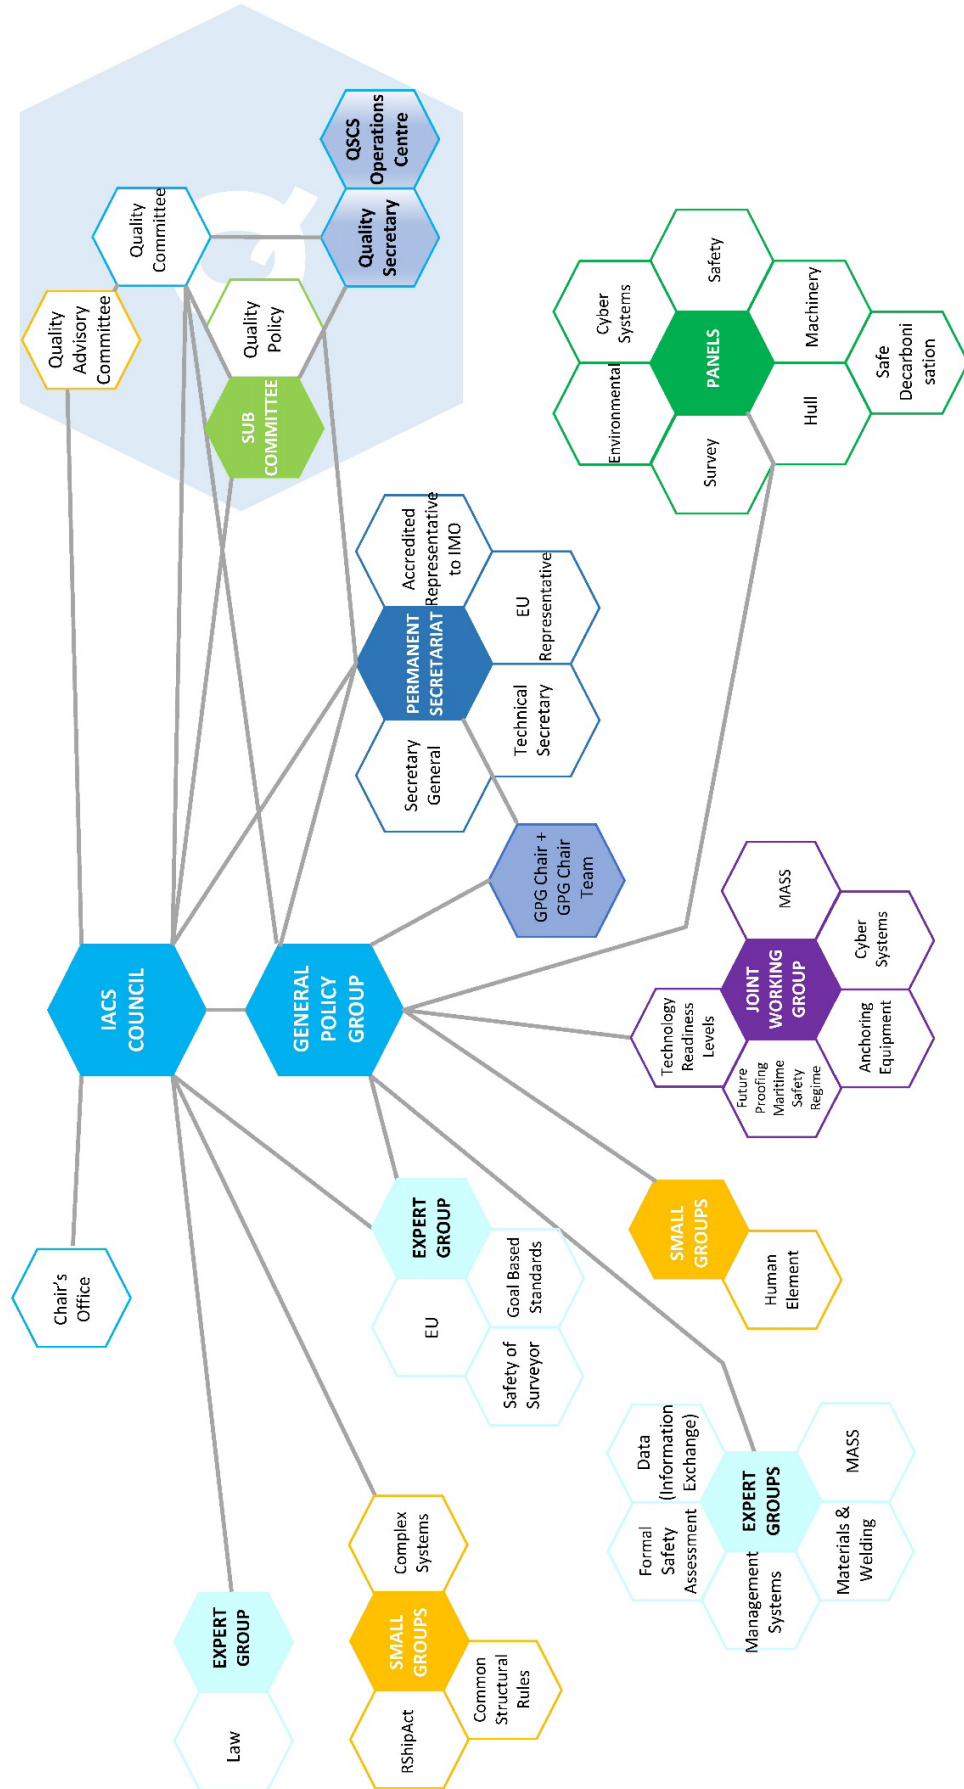 Chair's
Office
IACS
COUNCIL
Quality
Advisory
Committee
Quality
Committee
Q
SUB
COMMITTEE
Quality
Policy
Quality
Secretary
QSCS
Operations
Centre
GENERAL
POLICY
GROUP
EXPERT
GROUP
Law
SMALL
GROUPS
Complex
Systems
RShipAct
Common
Structural
Rules
EXPERT
GROUP
EU
Goal Based
Standards
Safety of
Surveyor
Secretary
General
PERMANENT
SECRETARIAT
Accredited
Representative
to IMO
Technical
Secretary
EU
Representative
GPG Chair +
GPG Chair
Team
Formal
Safety
Assessment
Data
(Information
Exchange)
Management
Systems
EXPERT
GROUPS
Materials &
Welding
MASS
SMALL
GROUPS
Human
Element
Technology
Readiness
Levels
Future
Proofing
Maritime
Safety
Regime
JOINT
WORKING
GROUP
MASS
Anchoring
Equipment
Cyber
Systems
Environmental
Cyber
Systems
Survey
PANELS
Safety
Hull
Machinery
Safe
Decarboni
sation